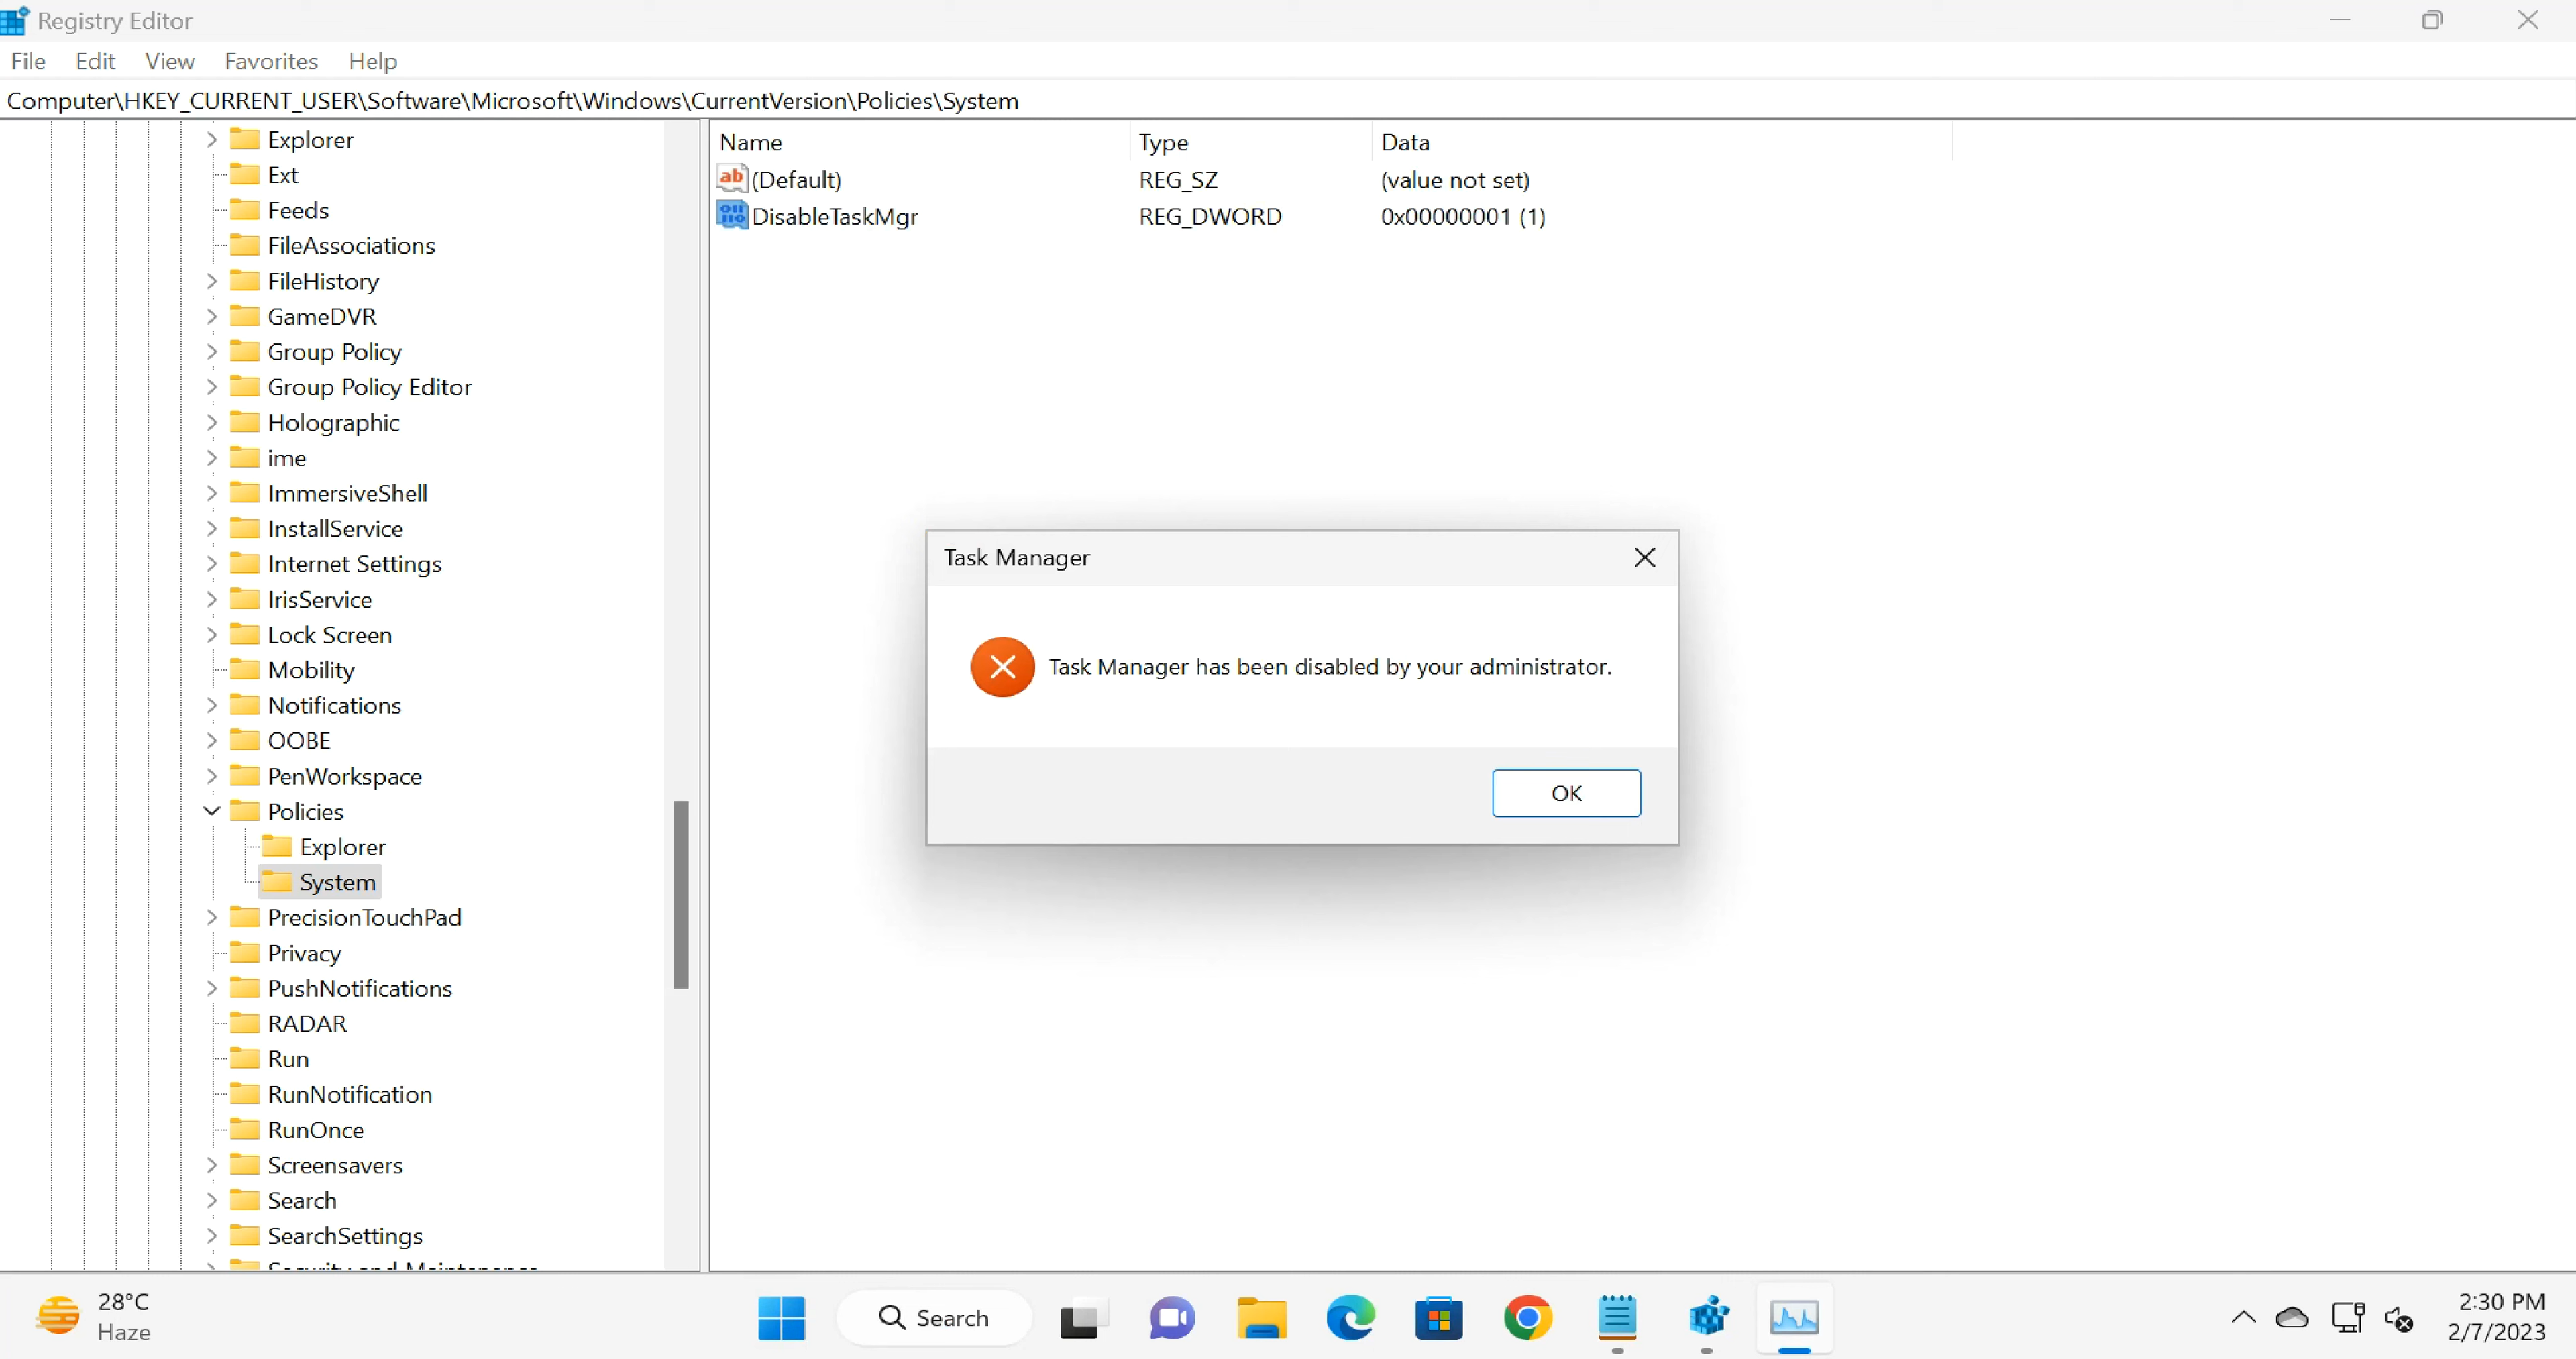 Registry Editor
File Edit View Favorites Help
Computer\HKEY_CURRENT_USER\Software\Microsoft\Windows\CurrentVersion\Policies\System
Explorer
Ext
Feeds
FileAssociations
FileHistory
GameDVR
Group Policy
Group Policy Editor
Holographic
ime
ImmersiveShell
InstallService
Internet Settings
IrisService
Lock Screen
Mobility
Notifications
OOBE
PenWorkspace
Policies
Explorer
System
PrecisionTouchPad
Privacy
PushNotifications
RADAR
Run
RunNotification
RunOnce
Screensavers
Search
SearchSettings
Security and Maintenance
Name Type Data
ab (Default) REG_SZ (value not set)
DisableTaskMgr REG_DWORD 0x00000001 (1)
Task Manager
Task Manager has been disabled by your administrator.
OK
28°C
Haze
Search
2:30 PM
2/7/2023